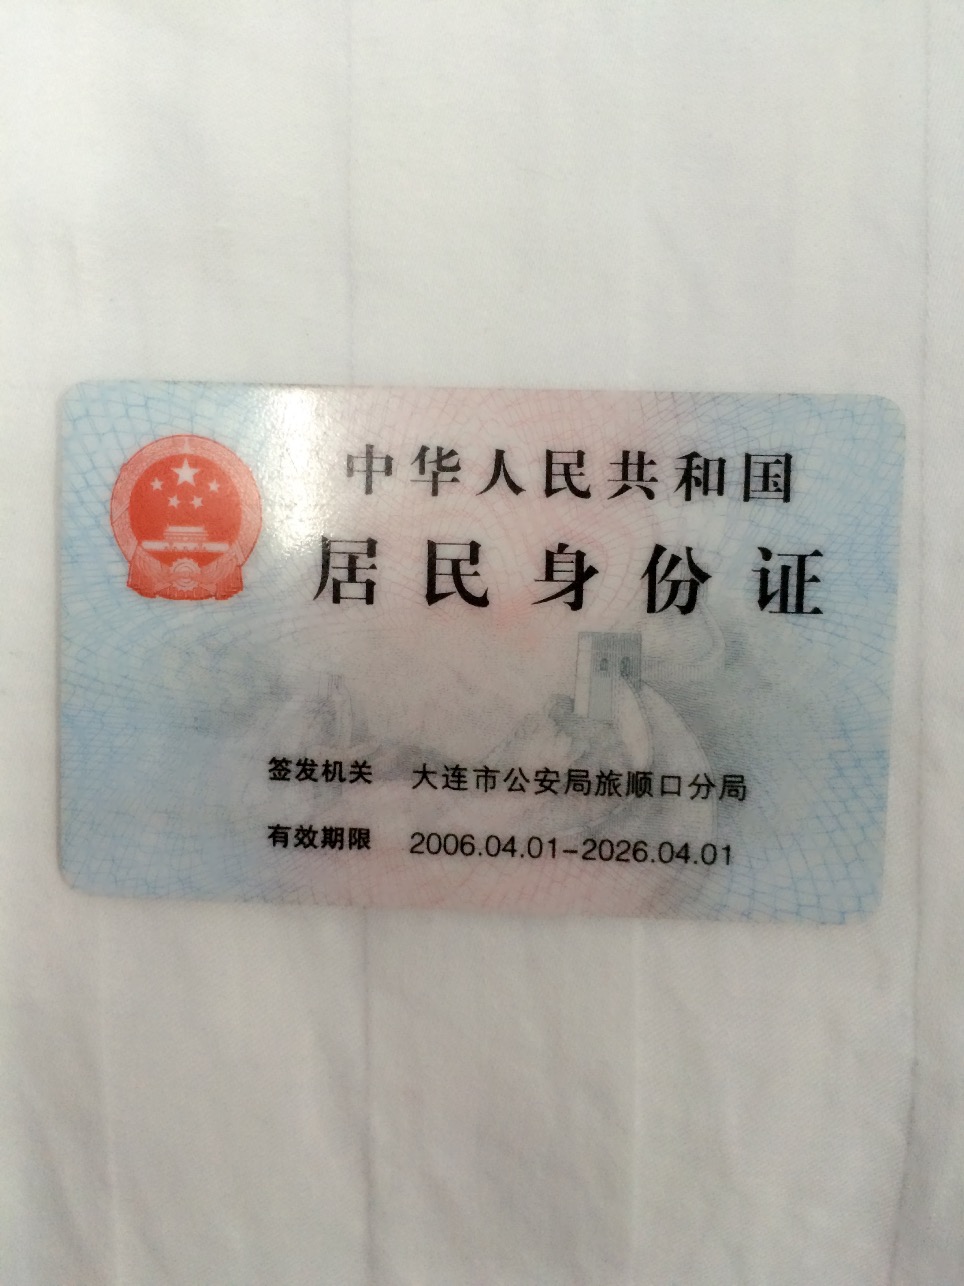 中华人民共和国
居民身份证
签发机关 大连市公安局旅顺口分局
有效期限 2006.04.01-2026.04.01